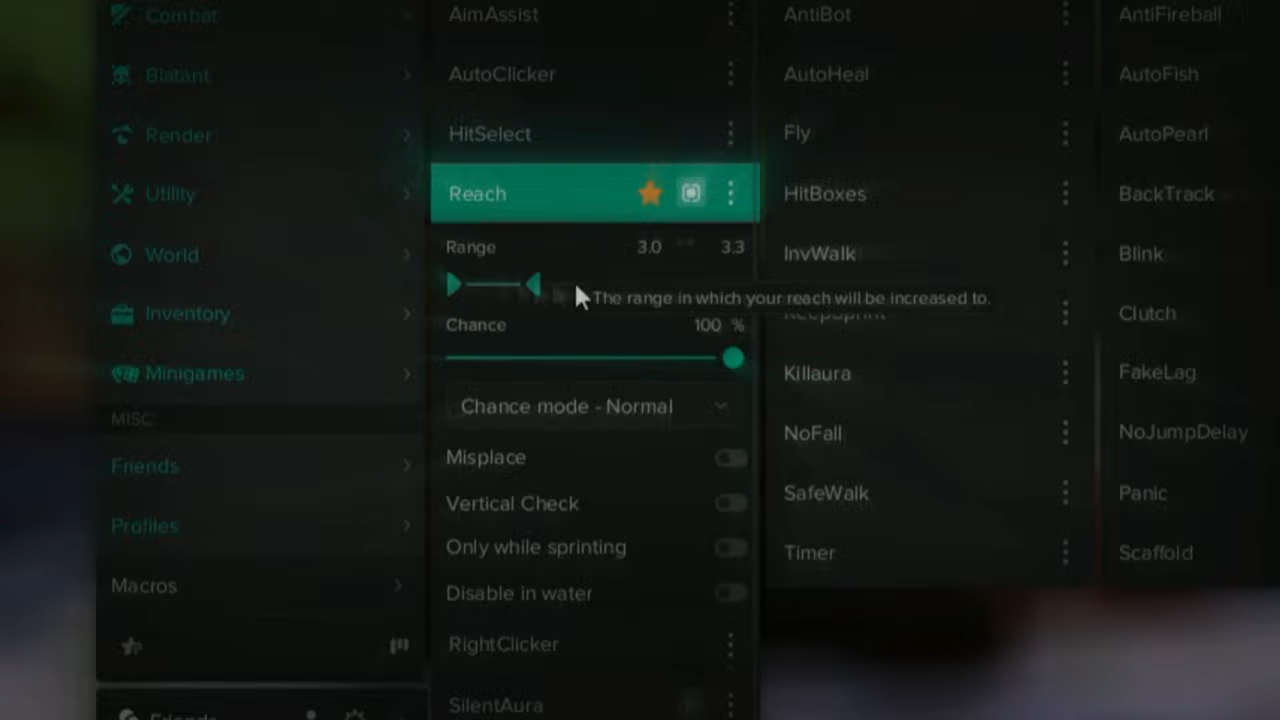 Combat
Blatant
Render
Utility
World
Inventory
Minigames
MISC
Friends
Profiles
Macros
Friends
AimAssist
AutoClicker
HitSelect
Reach
Range 3.0 3.3
The range in which your reach will be increased to.
Chance 100 %
Chance mode - Normal
Misplace
Vertical Check
Only while sprinting
Disable in water
RightClicker
SilentAura
AntiBot
AutoHeal
Fly
HitBoxes
InvWalk
KeepSprint
Killaura
NoFall
SafeWalk
Timer
AntiFireball
AutoFish
AutoPearl
BackTrack
Blink
Clutch
FakeLag
NoJumpDelay
Panic
Scaffold